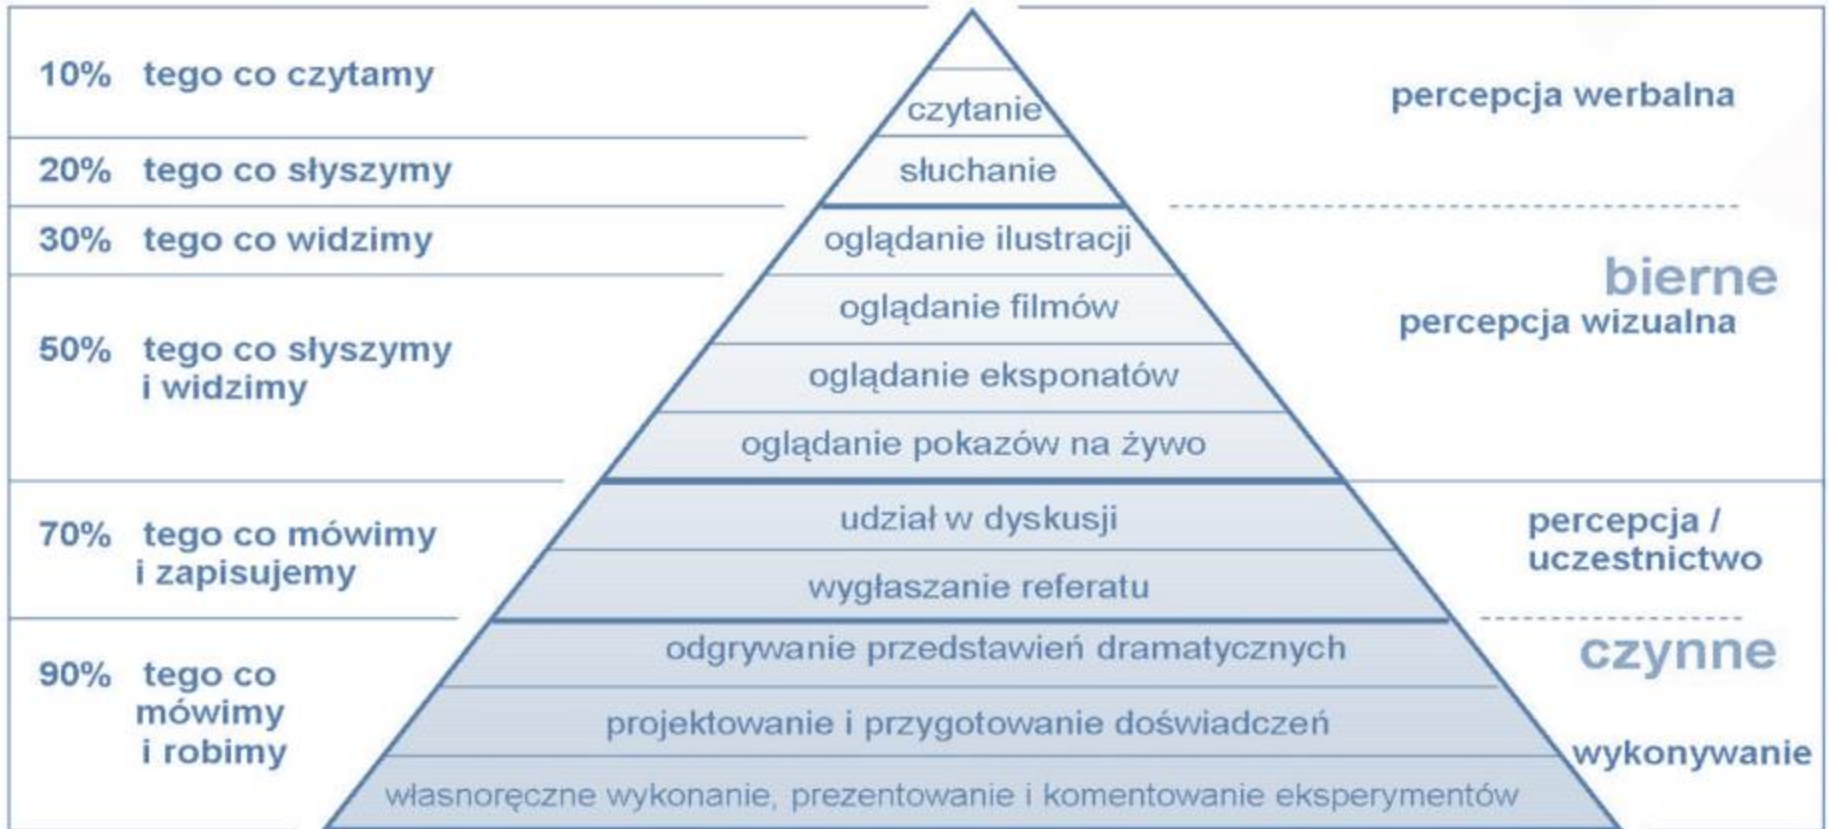 10% tego co czytamy
20% tego co słyszymy
30% tego co widzimy
50% tego co słyszymy
i widzimy
70% tego co mówimy
i zapisujemy
90% tego co
mówimy
i robimy
czytanie
słuchanie
oglądanie ilustracji
oglądanie filmów
oglądanie eksponatów
oglądanie pokazów na żywo
udział w dyskusji
wygłaszanie referatu
odgrywanie przedstawień dramatycznych
projektowanie i przygotowanie doświadczeń
własnoręczne wykonanie, prezentowanie i komentowanie eksperymentów
percepcja werbalna
bierne
percepcja wizualna
percepcja /
uczestnictwo
czynne
wykonywanie